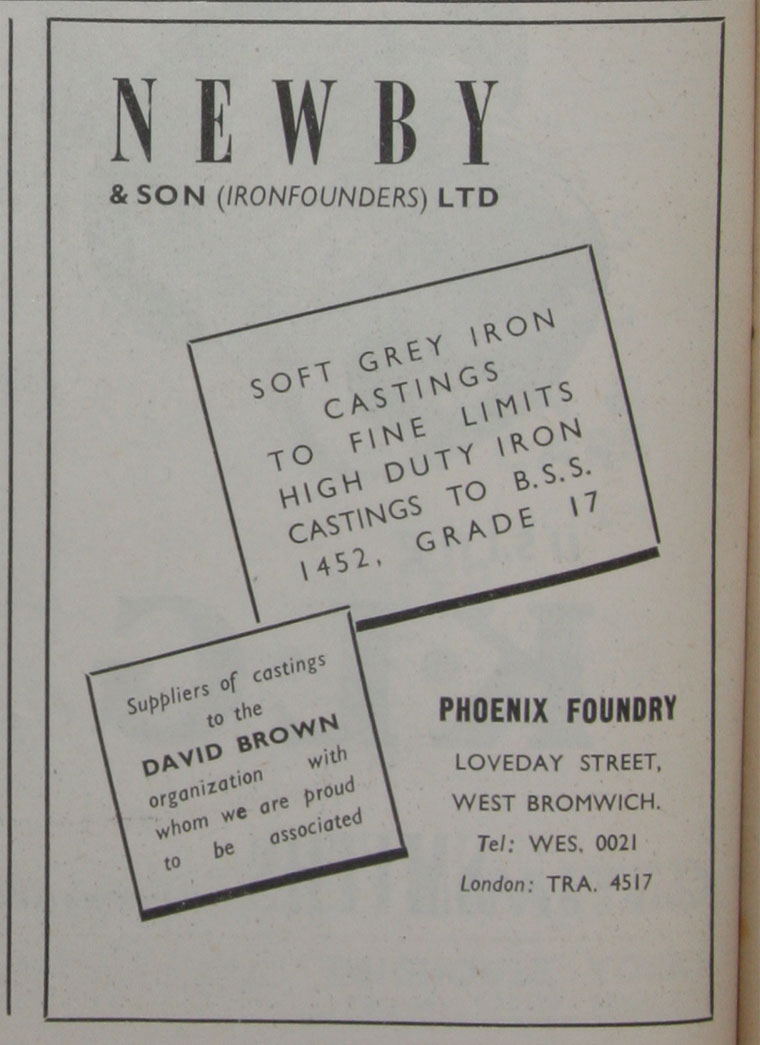 NEWBY
& SON (IRONFOUNDERS) LTD
SOFT GREY IRON
CASTINGS
TO FINE LIMITS
HIGH DUTY IRON
CASTINGS TO B.S.S.
1452, GRADE 17
Suppliers of castings
to the
DAVID BROWN
organization with
whom we are proud
to be associated
PHOENIX FOUNDRY
LOVEDAY STREET,
WEST BROMWICH.
Tel: WES. 0021
London: TRA. 4517